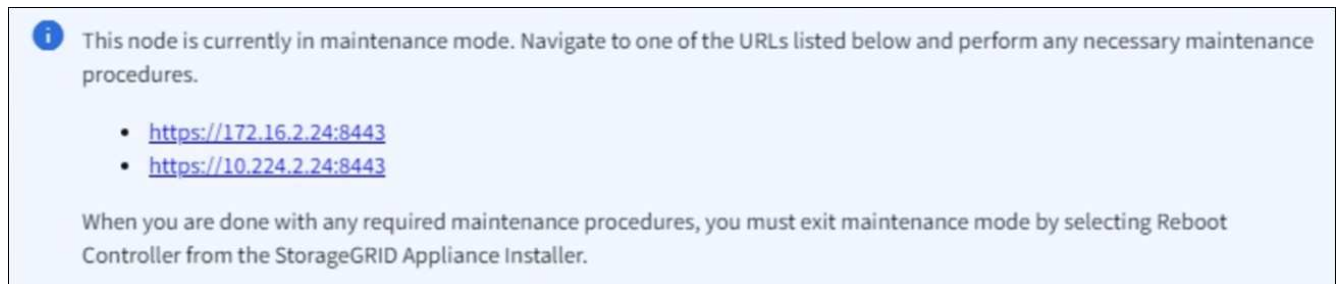 This node is currently in maintenance mode. Navigate to one of the URLs listed below and perform any necessary maintenance
procedures.
• https://172.16.2.24:8443
• https://10.224.2.24:8443
When you are done with any required maintenance procedures, you must exit maintenance mode by selecting Reboot
Controller from the StorageGRID Appliance Installer.